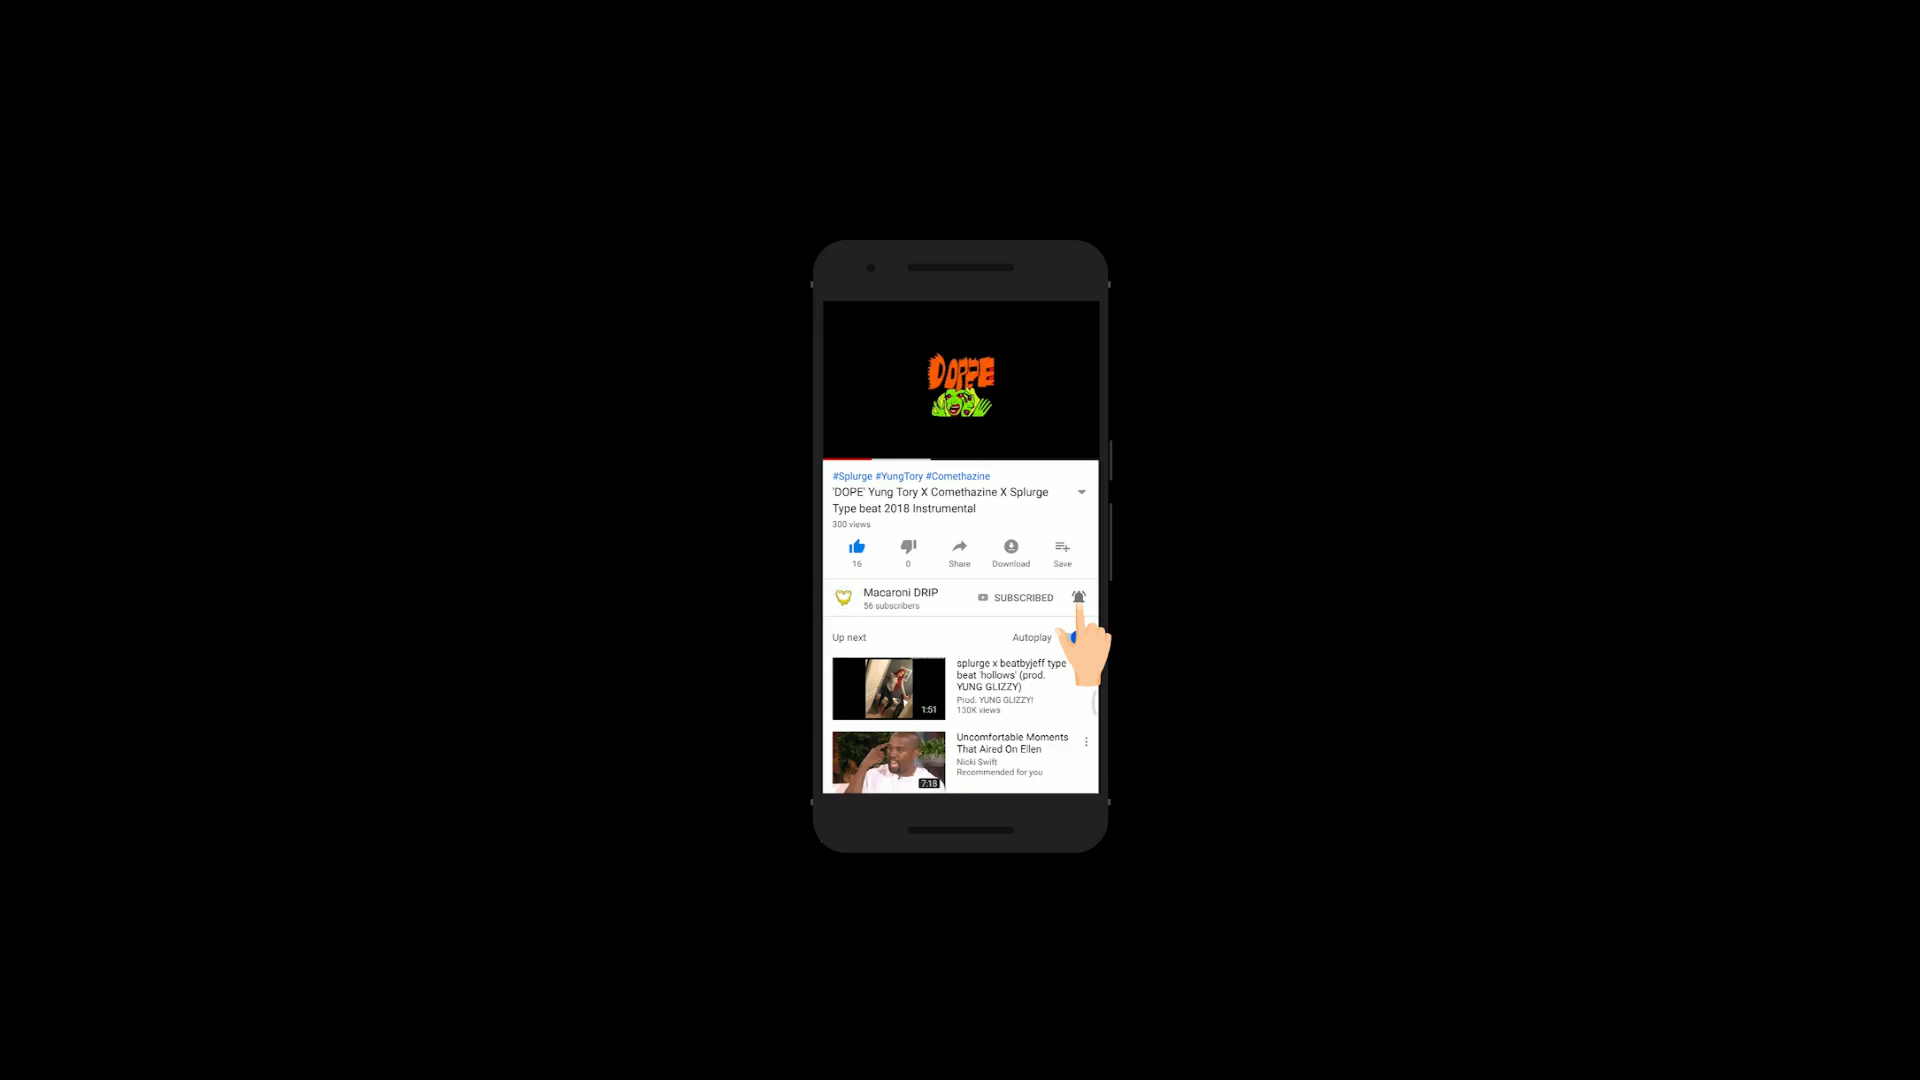 DOPE
#Splurge #YungTory #Comethazine
'DOPE' Yung Tory X Comethazine X Splurge
Type beat 2018 Instrumental
300 views
16
0
Share
Download
Save
Macaroni DRIP
56 subscribers
SUBSCRIBED
Up next
Autoplay
splurge x beatbyjeff type
beat 'hollows' (prod.
YUNG GLIZZY)
Prod. YUNG GLIZZY!
130K views
1:51
Uncomfortable Moments
That Aired On Ellen
Nicki Swift
Recommended for you
7:18